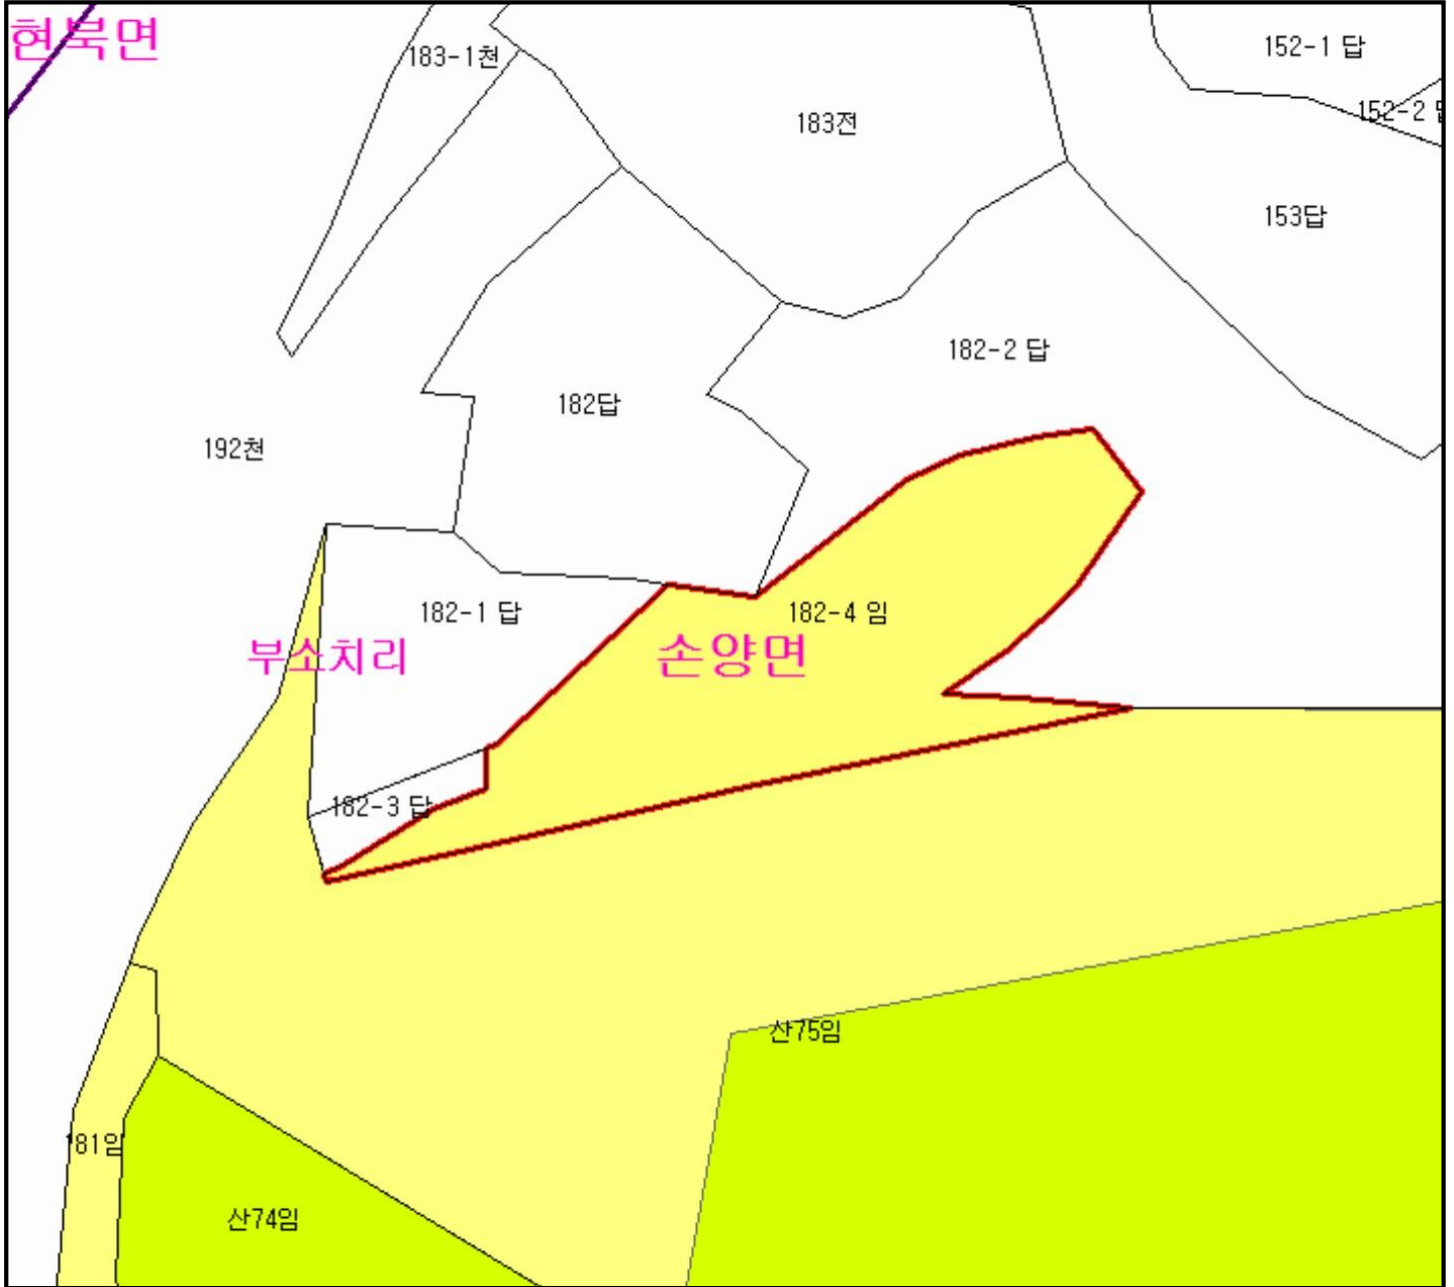 현북면
183-1천
152-1 답
152-2 답
183전
153답
182-2 답
182답
192천
182-1 답
182-4 임
부소치리
손양면
182-3 답
산75임
181임
산74임